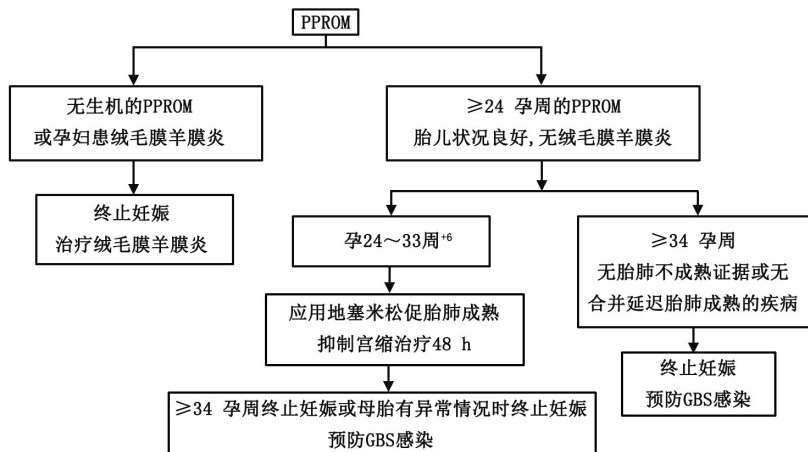 PPROM
无生机的PPROM
或孕妇患绒毛膜羊膜炎
≥24 孕周的PPROM
胎儿状况良好,无绒毛膜羊膜炎
终止妊娠
治疗绒毛膜羊膜炎
孕24～33周⁺⁶
≥34 孕周
无胎肺不成熟证据或无
合并延迟胎肺成熟的疾病
应用地塞米松促胎肺成熟
抑制宫缩治疗48 h
终止妊娠
预防GBS感染
≥34 孕周终止妊娠或母胎有异常情况时终止妊娠
预防GBS感染